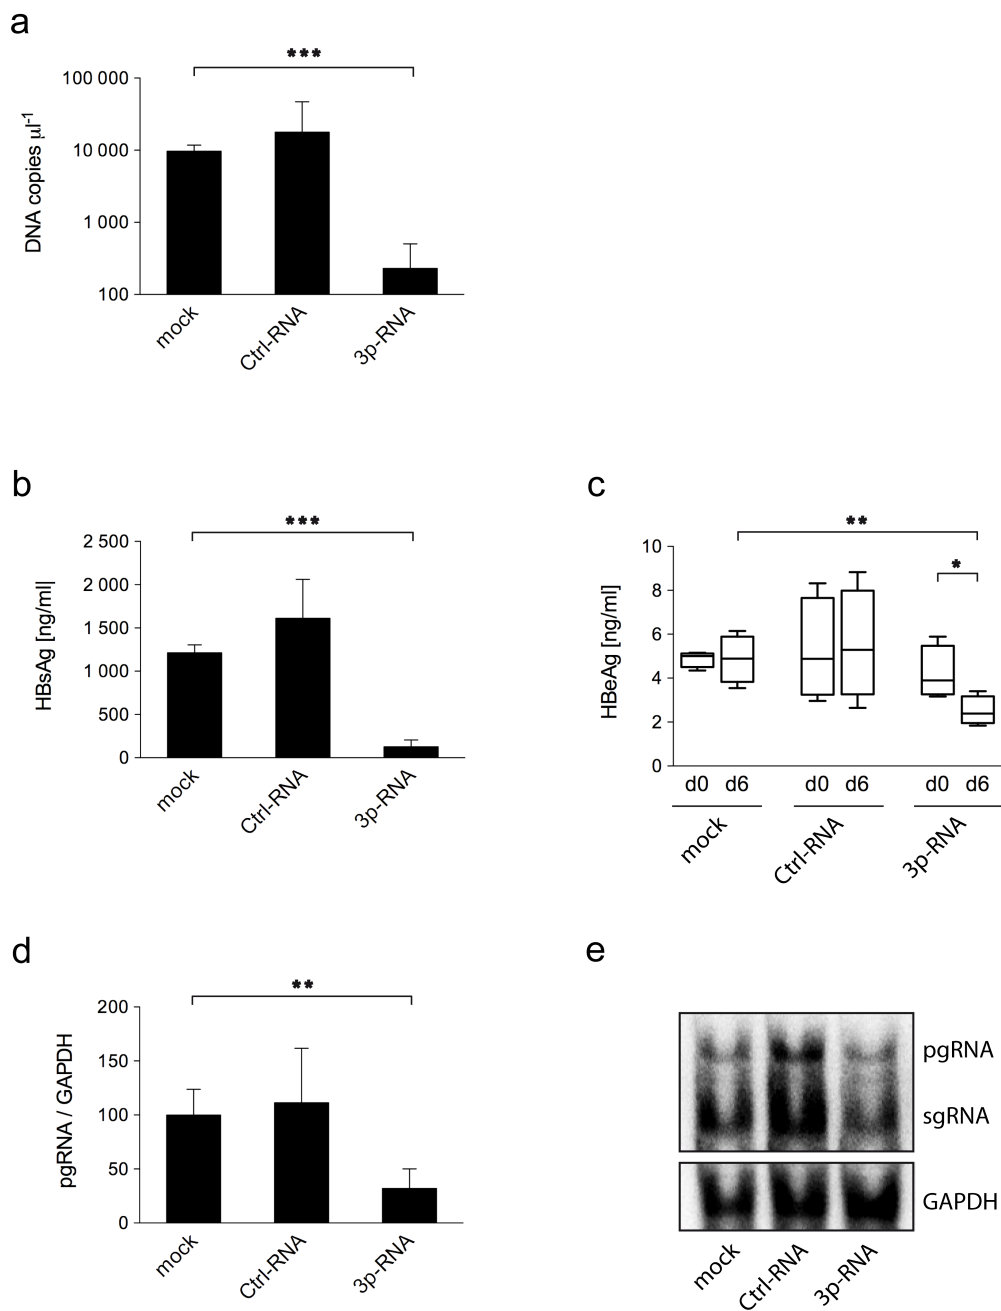 a
***
100 000
10 000
1 000
100
DNA copies µl-1
mock
Ctrl-RNA
3p-RNA
b
***
2 500
2 000
1 500
1 000
500
0
HBsAg [ng/ml|
mock
Ctrl-RNA
3p-RNA
c
**
*
10
8
6
4
2
0
HBeAg [ng/ml]
d0 d6 d0 d6 d0 d6
mock
Ctrl-RNA
3p-RNA
d
**
200
150
100
50
0
pgRNA / GAPDH
mock
Ctrl-RNA
3p-RNA
e
pgRNA
sgRNA
GAPDH
mock
Ctrl-RNA
3p-RNA